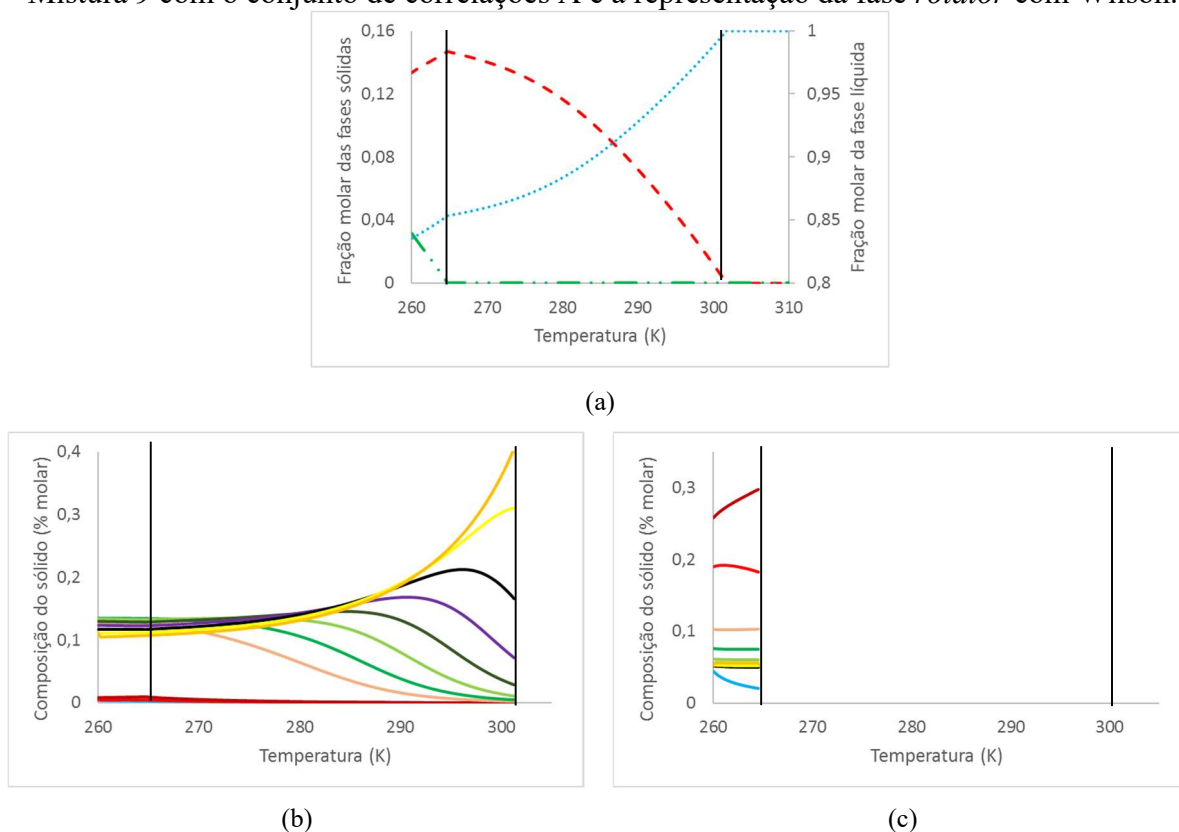 Mistura 9 com o conjunto de correlações A e a representação da fase rotator com Wilson.
Fração molar das fases sólidas
0,16
0,12
0,08
0,04
0
1
0,95
0,9
0,85
0,8
Fração molar da fase líquida
260 270 280 290 300 310
Temperatura (K)
(a)
Composição do sólido (% molar)
0,4
0,3
0,2
0,1
0
260 270 280 290 300
Temperatura (K)
(b)
Composição do sólido (% molar)
0,3
0,2
0,1
0
260 270 280 290 300
Temperatura (K)
(c)